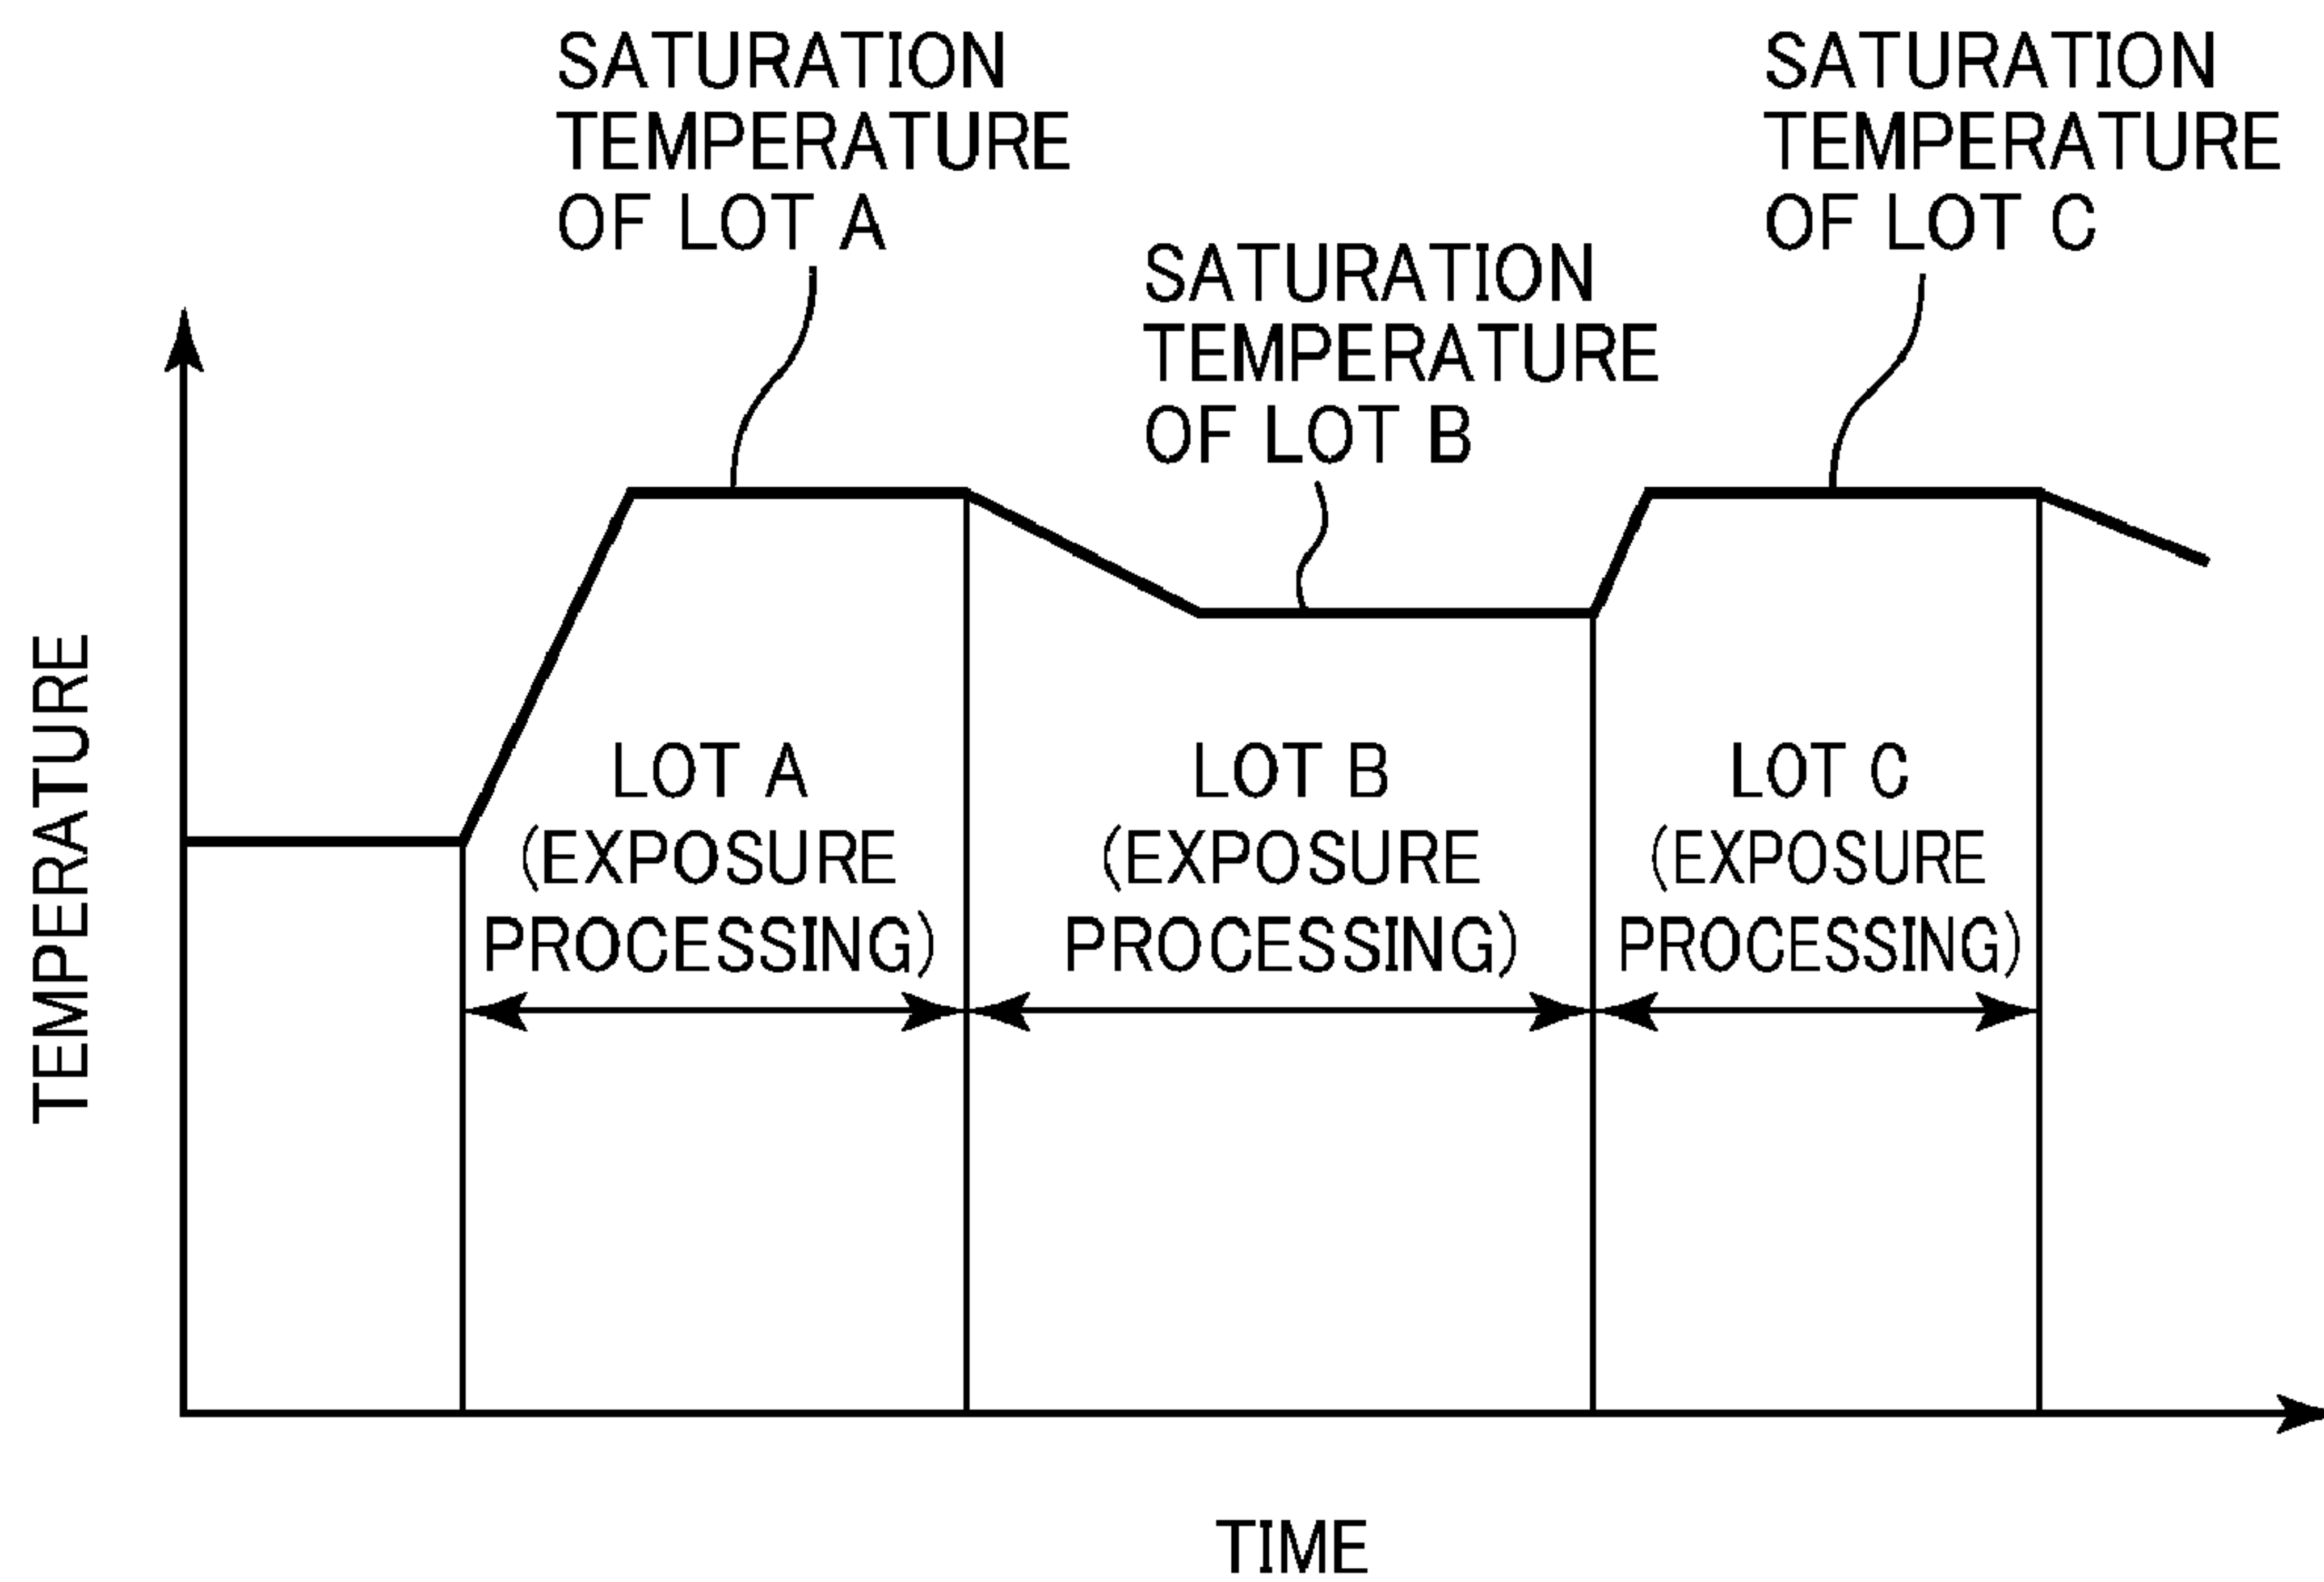 SATURATION
TEMPERATURE
OF LOT A
SATURATION
TEMPERATURE
OF LOT B
SATURATION
TEMPERATURE
OF LOT C
TEMPERATURE
LOT A
(EXPOSURE
PROCESSING)
LOT B
(EXPOSURE
PROCESSING)
LOT C
(EXPOSURE
PROCESSING)
TIME